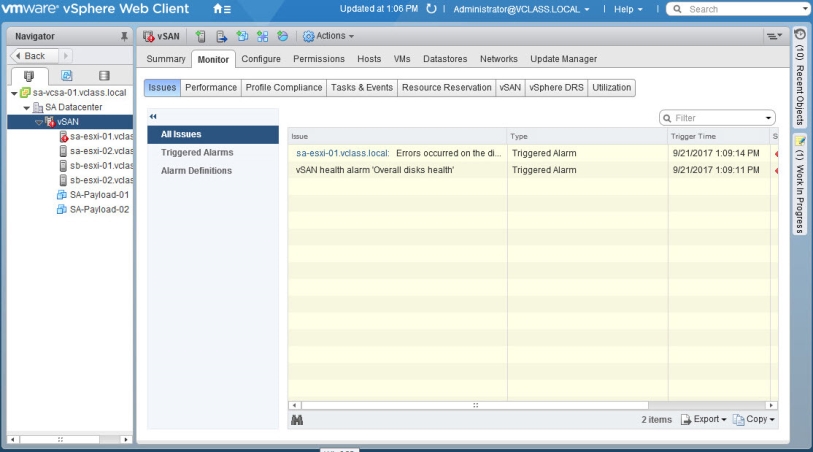 vmware® vSphere Web Client
Updated at 1:06 PM | Administrator@VCLASS.LOCAL | Help | Search
Navigator
Back
sa-vcsa-01.vclass.local
SA Datacenter
vSAN
sa-esxi-01.vclas
sa-esxi-02.vclas
sb-esxi-01.vclas
sb-esxi-02.vclas
SA-Payload-01
SA-Payload-02
vSAN Actions
Summary Monitor Configure Permissions Hosts VMs Datastores Networks Update Manager
Issues Performance Profile Compliance Tasks & Events Resource Reservation vSAN vSphere DRS Utilization
All Issues
Triggered Alarms
Alarm Definitions
Filter
Issue Type Trigger Time S
sa-esxi-01.vclass.local: Errors occurred on the di... Triggered Alarm 9/21/2017 1:09:14 PM
vSAN health alarm 'Overall disks health' Triggered Alarm 9/21/2017 1:09:11 PM
2 items Export Copy
(10) Recent Objects
(1) Work In Progress